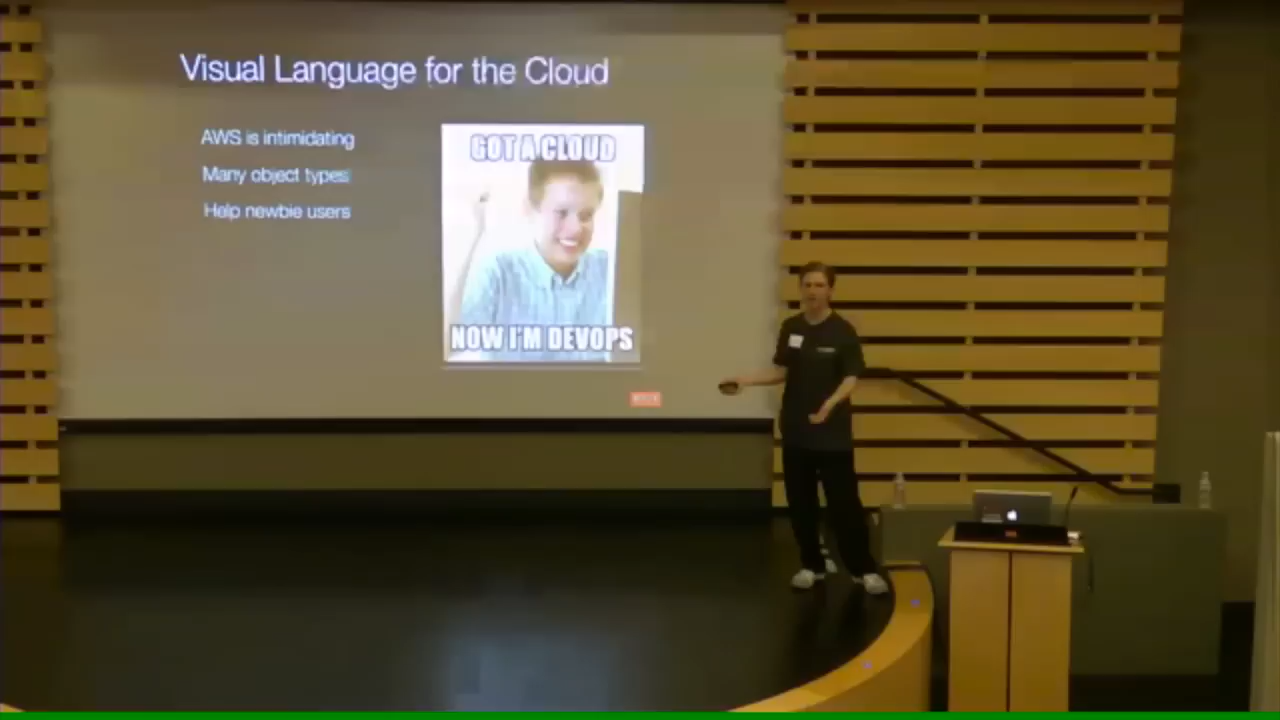 Visual Language for the Cloud
AWS is intimidating
Many object types
Help newbie users
GOT A CLOUD
NOW I'M DEVOPS